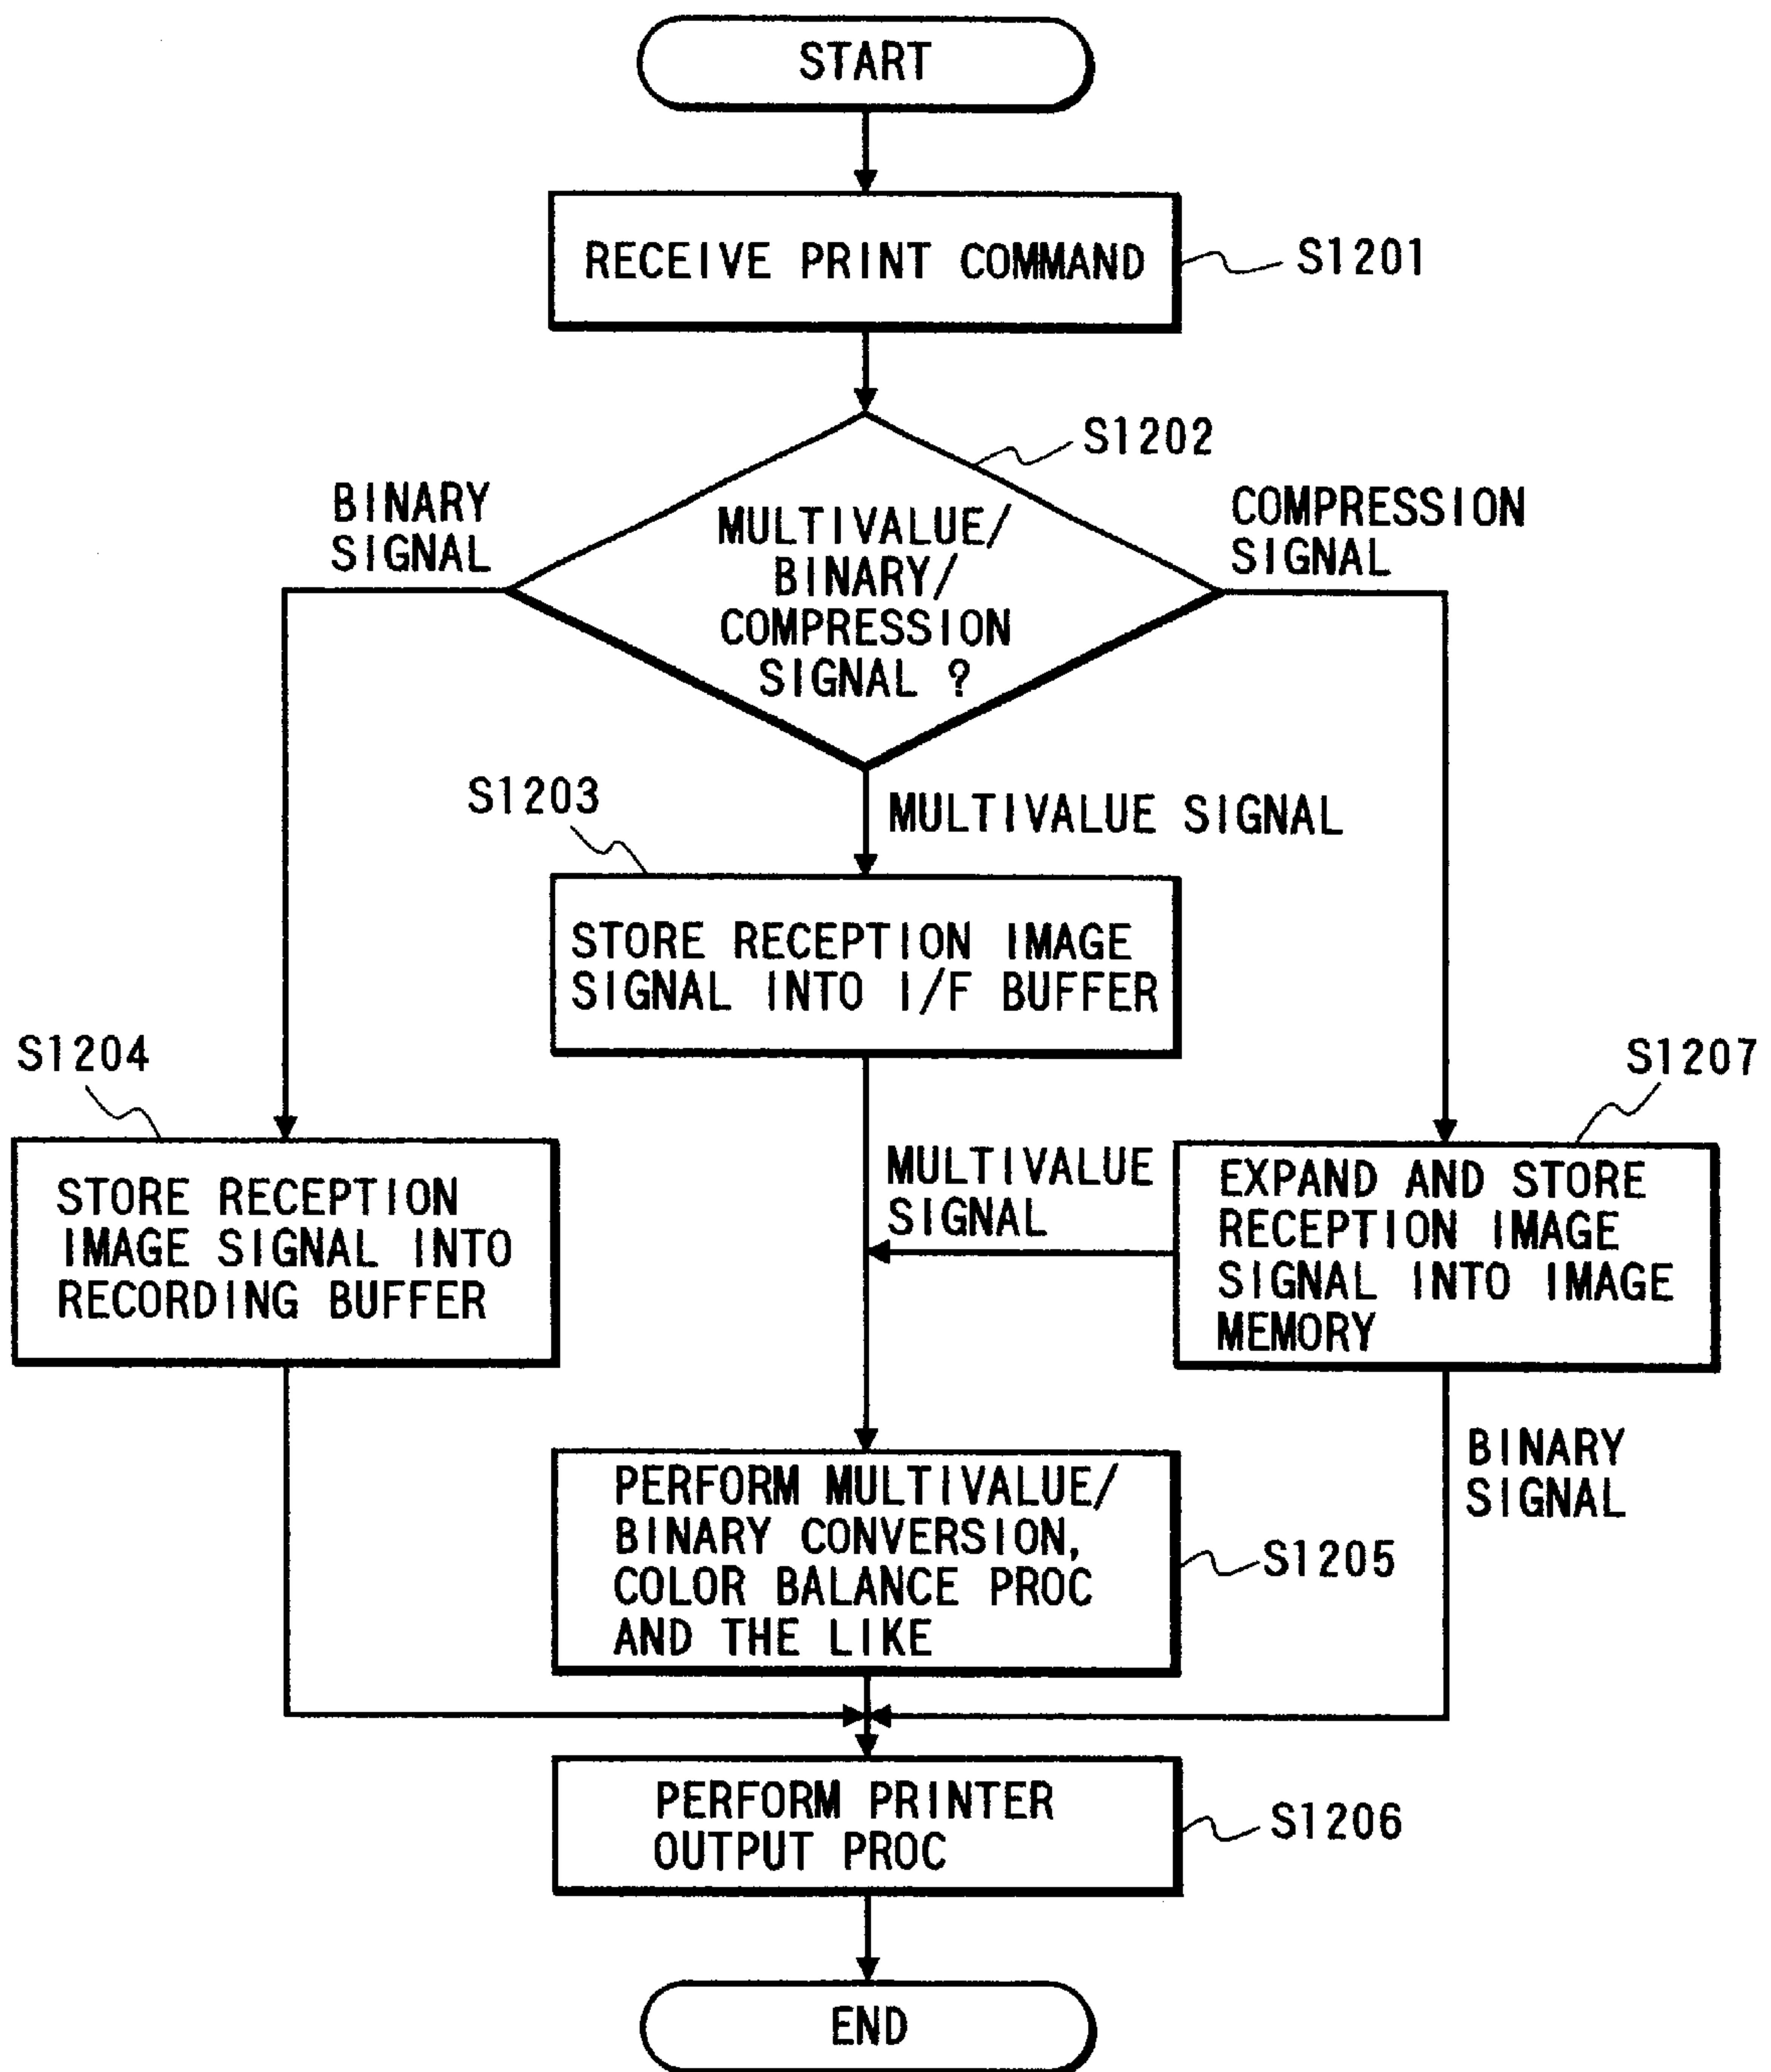 START
RECEIVE PRINT COMMAND
S1201
S1202
BINARY
SIGNAL
MULTIVALUE/
BINARY/
COMPRESSION
SIGNAL ?
COMPRESSION
SIGNAL
S1203
MULTIVALUE SIGNAL
STORE RECEPTION IMAGE
SIGNAL INTO I/F BUFFER
S1204
STORE RECEPTION
IMAGE SIGNAL INTO
RECORDING BUFFER
MULTIVALUE
SIGNAL
S1207
EXPAND AND STORE
RECEPTION IMAGE
SIGNAL INTO IMAGE
MEMORY
BINARY
SIGNAL
PERFORM MULTIVALUE/
BINARY CONVERSION,
COLOR BALANCE PROC
AND THE LIKE
S1205
PERFORM PRINTER
OUTPUT PROC
S1206
END